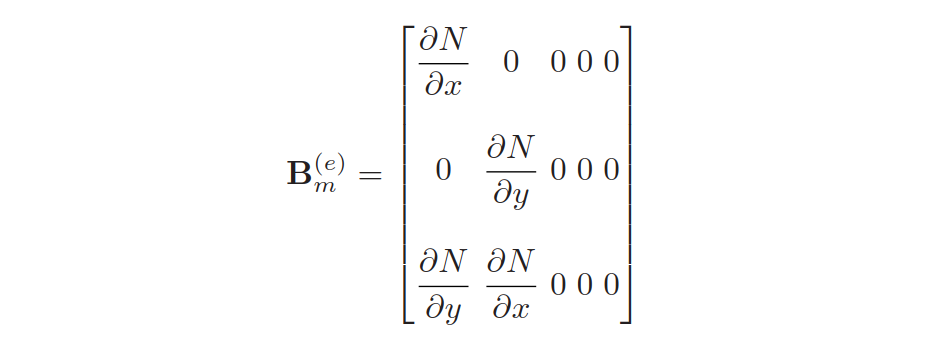 ∂N/∂x 0 0 0 0
B_m^(e) = 0 ∂N/∂y 0 0 0
∂N/∂y ∂N/∂x 0 0 0